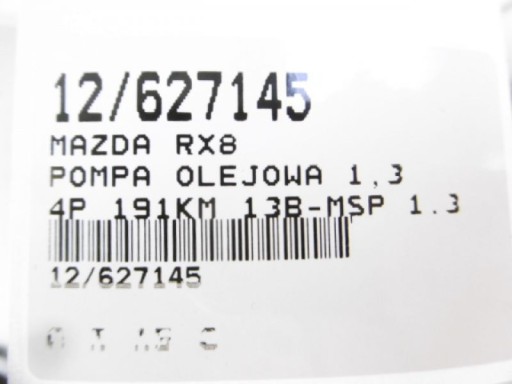 12/627145
MAZDA RX8
POMPA OLEJOWA 1,3
4P 191KM 13B-MSP 1.3
12/627145